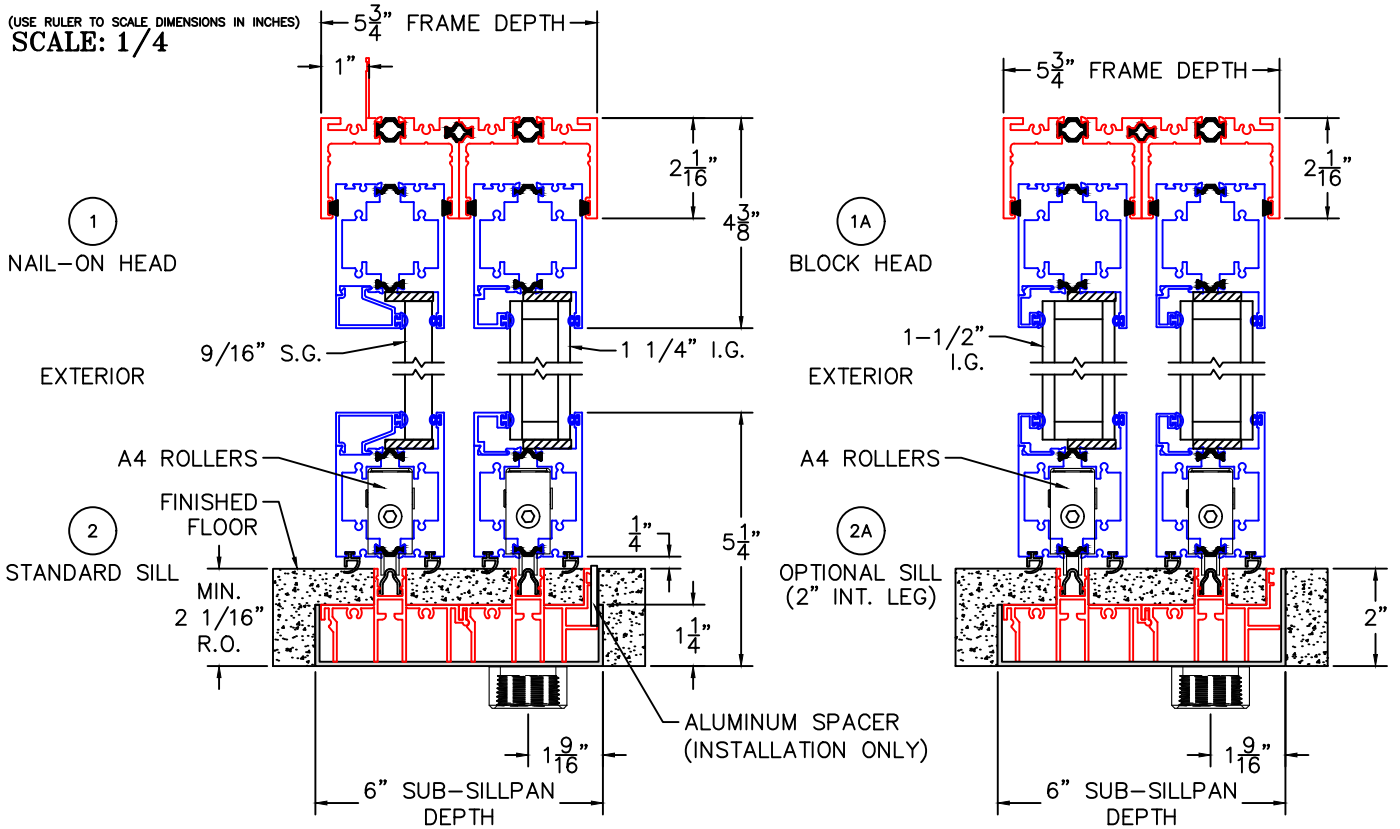 (USE RULER TO SCALE DIMENSIONS IN INCHES)
SCALE: 1/4
5 3/4" FRAME DEPTH
1"
2 1/16"
4 3/8"
1
NAIL-ON HEAD
9/16" S.G.
1 1/4" I.G.
EXTERIOR
A4 ROLLERS
FINISHED
FLOOR
2
STANDARD SILL
MIN.
2 1/16"
R.O.
1/4"
5 1/4"
1 1/4"
ALUMINUM SPACER
(INSTALLATION ONLY)
1 9/16"
6" SUB-SILLPAN
DEPTH
5 3/4" FRAME DEPTH
2 1/16"
1A
BLOCK HEAD
1-1/2"
I.G.
EXTERIOR
A4 ROLLERS
2A
OPTIONAL SILL
(2" INT. LEG)
2"
1 9/16"
6" SUB-SILLPAN
DEPTH